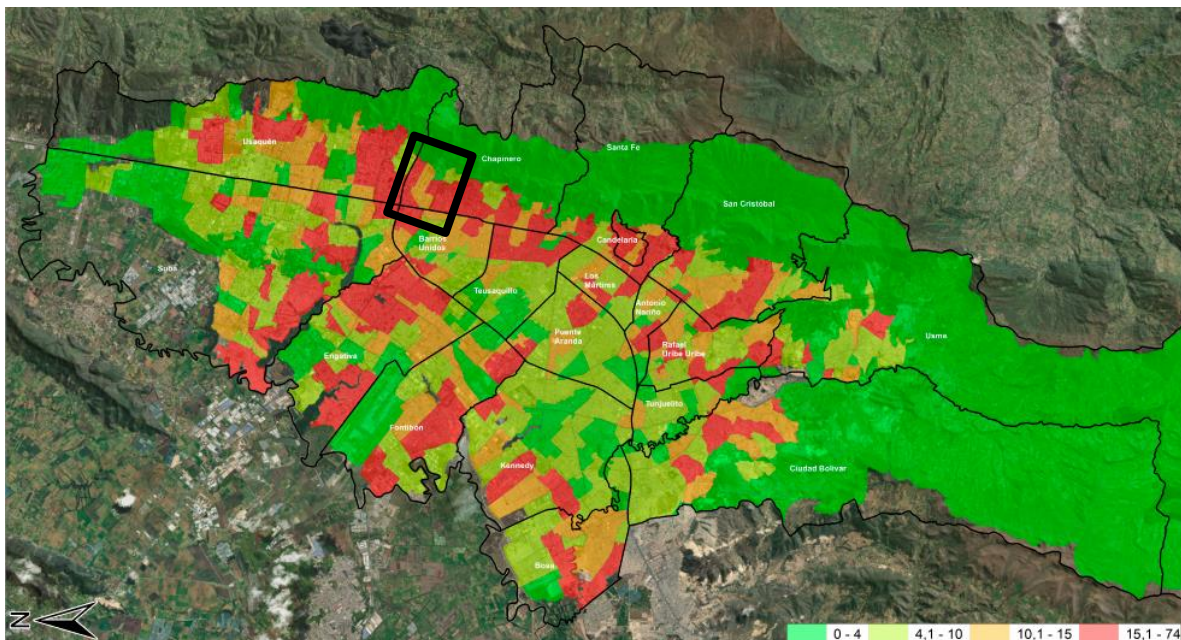 Usaquén
Chapinero
Santa Fe
San Cristóbal
Suba
Barrios
Unidos
Candelaria
Teusaquillo
Los
Mártires
Antonio
Nariño
Puente
Aranda
Engativa
Rafael
Uribe Uribe
Usme
Tunjuelito
Fontibón
Kennedy
Ciudad Bolívar
Bosa
N
0 - 4
4,1 - 10
10,1 - 15
15,1 - 74